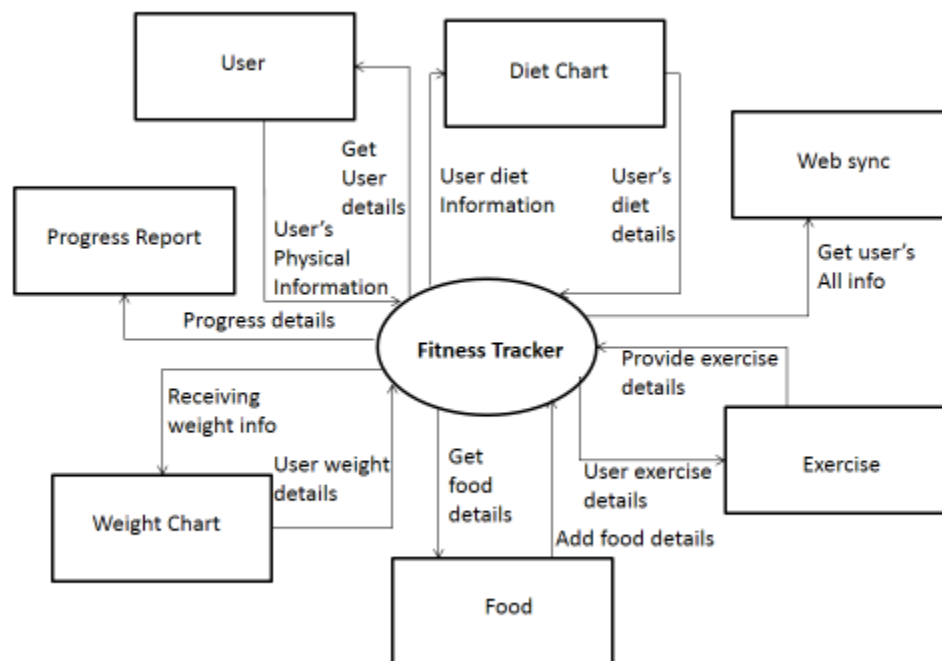 User
Diet Chart
Web sync
Progress Report
Get
User
details
User diet
Information
User's
diet
details
User's
Physical
Information
Get user's
All info
Progress details
Fitness Tracker
Provide exercise
details
Receiving
weight info
User weight
details
Get
food
details
User exercise
details
Exercise
Weight Chart
Add food details
Food